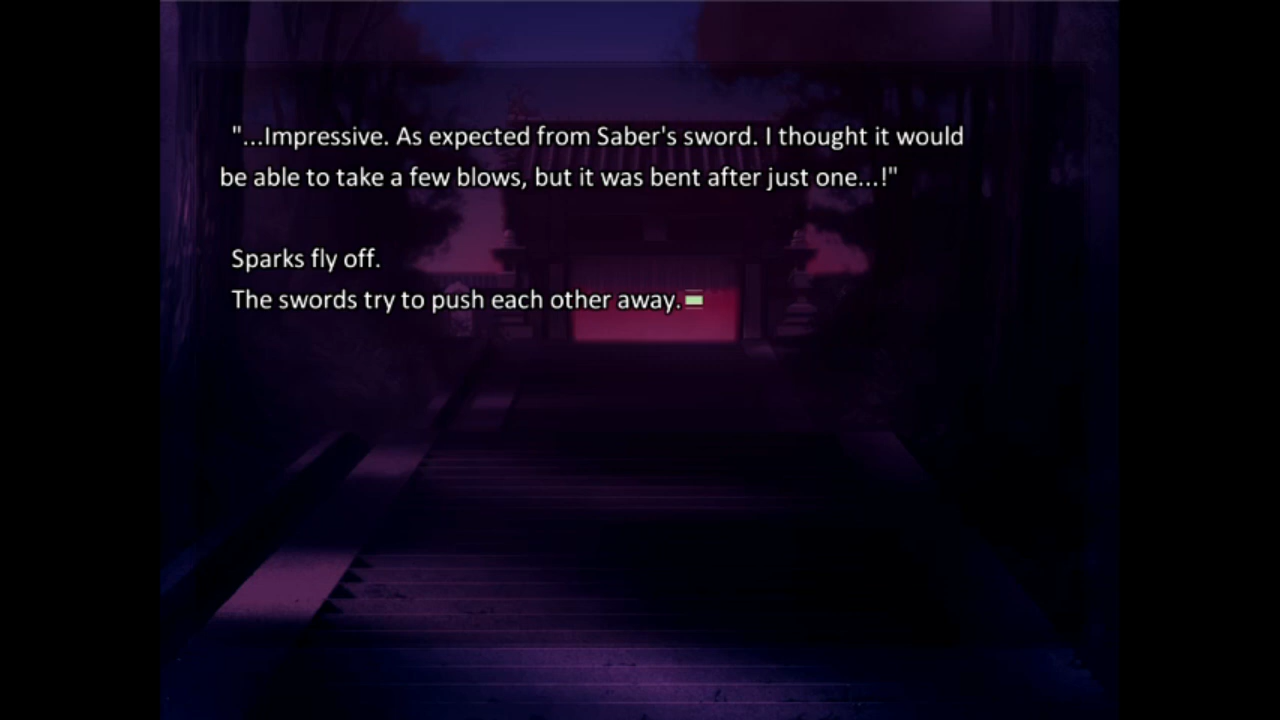 "...Impressive. As expected from Saber's sword. I thought it would
be able to take a few blows, but it was bent after just one...!"
Sparks fly off.
The swords try to push each other away.